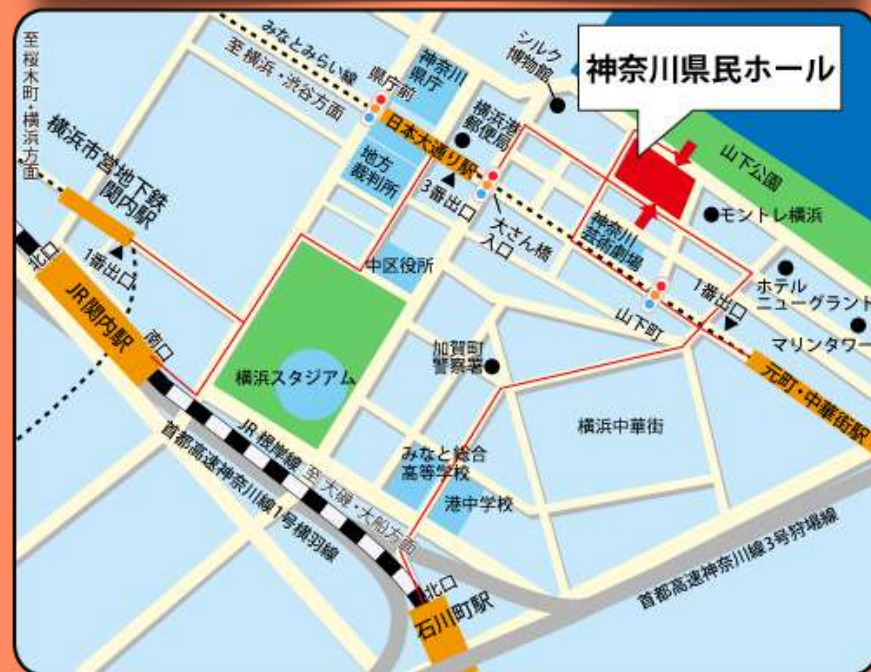 至桜木町・横浜方面
みなとみらい線
至 横浜・渋谷方面
県庁前
神奈川
県庁
シルク
博物館
神奈川県民ホール
横浜港
郵便局
日本大通り駅
地方
裁判所
3番出口
山下公園
横浜市営地下鉄
関内駅
1番出口
大さん橋
入口
神奈川
芸術劇場
モントレ横浜
中区役所
北口
JR関内駅
南口
山下町
1番出口
ホテル
ニューグランド
マリンタワー
加賀町
警察署
横浜スタジアム
元町・中華街駅
横浜中華街
みなと総合
高等学校
港中学校
JR根岸線 至 大磯・大船方面
首都高速神奈川線1号横羽線
首都高速神奈川線3号狩場線
北口
石川町駅